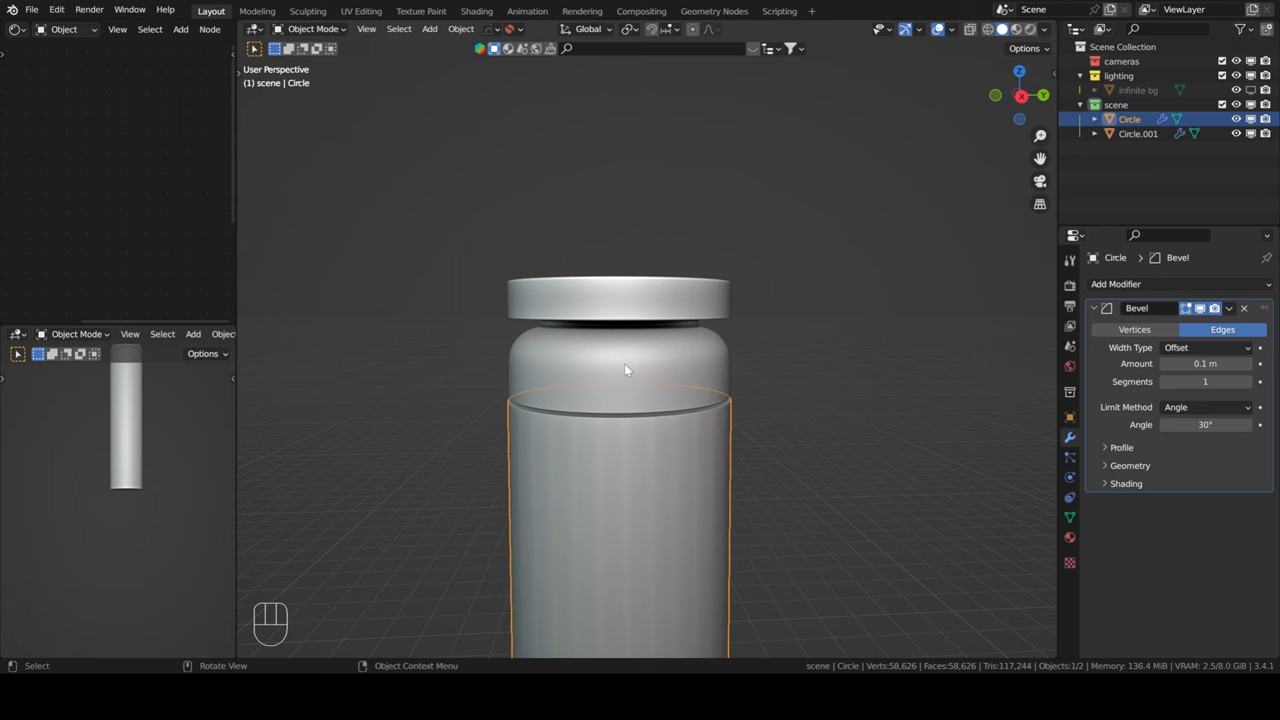 File Edit Render Window Help Layout Modeling Sculpting UV Editing Texture Paint Shading Animation Rendering Compositing Geometry Nodes Scripting + Scene ViewLayer
Object View Select Add Node Object Mode View Select Add Object Global
Options
User Perspective
(1) scene | Circle
Z
X
Y
Scene Collection
cameras
lighting
infinite bg
scene
Circle
Circle.001
Circle > Bevel
Add Modifier
Bevel
Vertices Edges
Width Type Offset
Amount 0.1 m
Segments 1
Limit Method Angle
Angle 30°
Profile
Geometry
Shading
Object Mode View Select Add Object
Options
Select Rotate View Object Context Menu scene | Circle | Verts:58,626 | Faces:58,626 | Tris:117,244 | Objects:1/2 | Memory: 136.4 MiB | VRAM: 2.5/8.0 GiB | 3.4.1